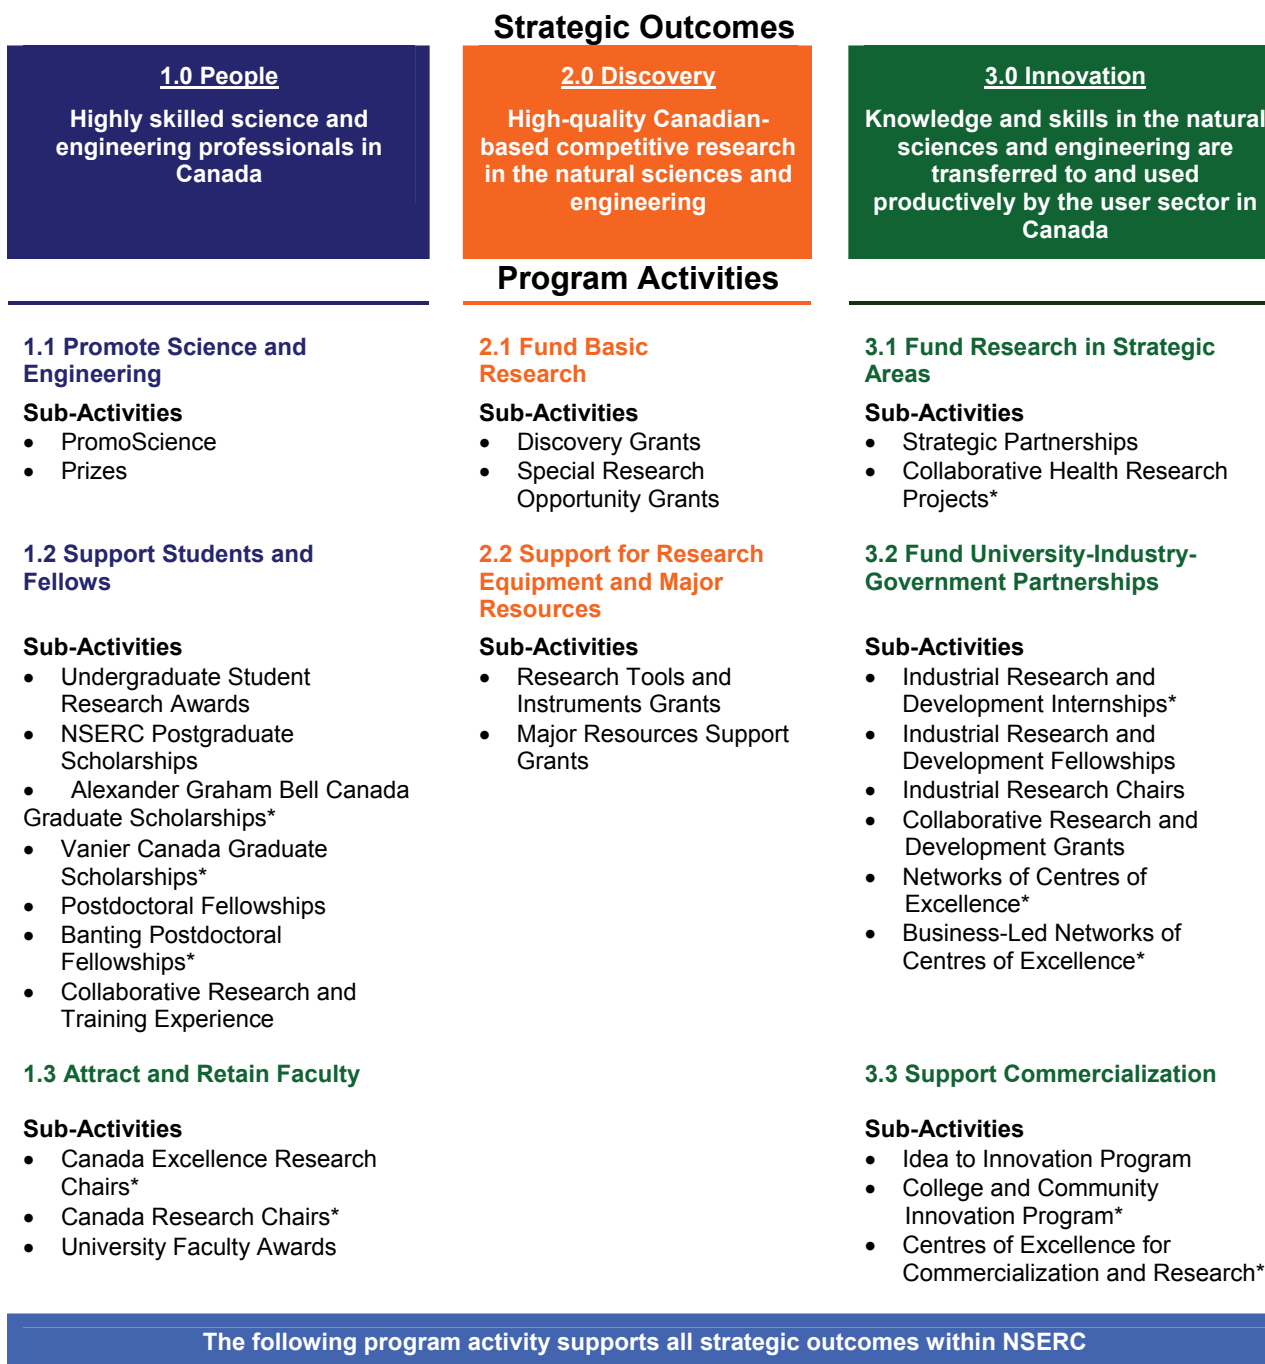 Strategic Outcomes
1.0 People
Highly skilled science and
engineering professionals in
Canada
2.0 Discovery
High-quality Canadian-
based competitive research
in the natural sciences and
engineering
3.0 Innovation
Knowledge and skills in the natural
sciences and engineering are
transferred to and used
productively by the user sector in
Canada
Program Activities
1.1 Promote Science and
Engineering
Sub-Activities
• PromoScience
• Prizes
1.2 Support Students and
Fellows
Sub-Activities
• Undergraduate Student
Research Awards
• NSERC Postgraduate
Scholarships
• Alexander Graham Bell Canada
Graduate Scholarships*
• Vanier Canada Graduate
Scholarships*
• Postdoctoral Fellowships
• Banting Postdoctoral
Fellowships*
• Collaborative Research and
Training Experience
1.3 Attract and Retain Faculty
Sub-Activities
• Canada Excellence Research
Chairs*
• Canada Research Chairs*
• University Faculty Awards
2.1 Fund Basic
Research
Sub-Activities
• Discovery Grants
• Special Research
Opportunity Grants
2.2 Support for Research
Equipment and Major
Resources
Sub-Activities
• Research Tools and
Instruments Grants
• Major Resources Support
Grants
3.1 Fund Research in Strategic
Areas
Sub-Activities
• Strategic Partnerships
• Collaborative Health Research
Projects*
3.2 Fund University-Industry-
Government Partnerships
Sub-Activities
• Industrial Research and
Development Internships*
• Industrial Research and
Development Fellowships
• Industrial Research Chairs
• Collaborative Research and
Development Grants
• Networks of Centres of
Excellence*
• Business-Led Networks of
Centres of Excellence*
3.3 Support Commercialization
Sub-Activities
• Idea to Innovation Program
• College and Community
Innovation Program*
• Centres of Excellence for
Commercialization and Research*
The following program activity supports all strategic outcomes within NSERC